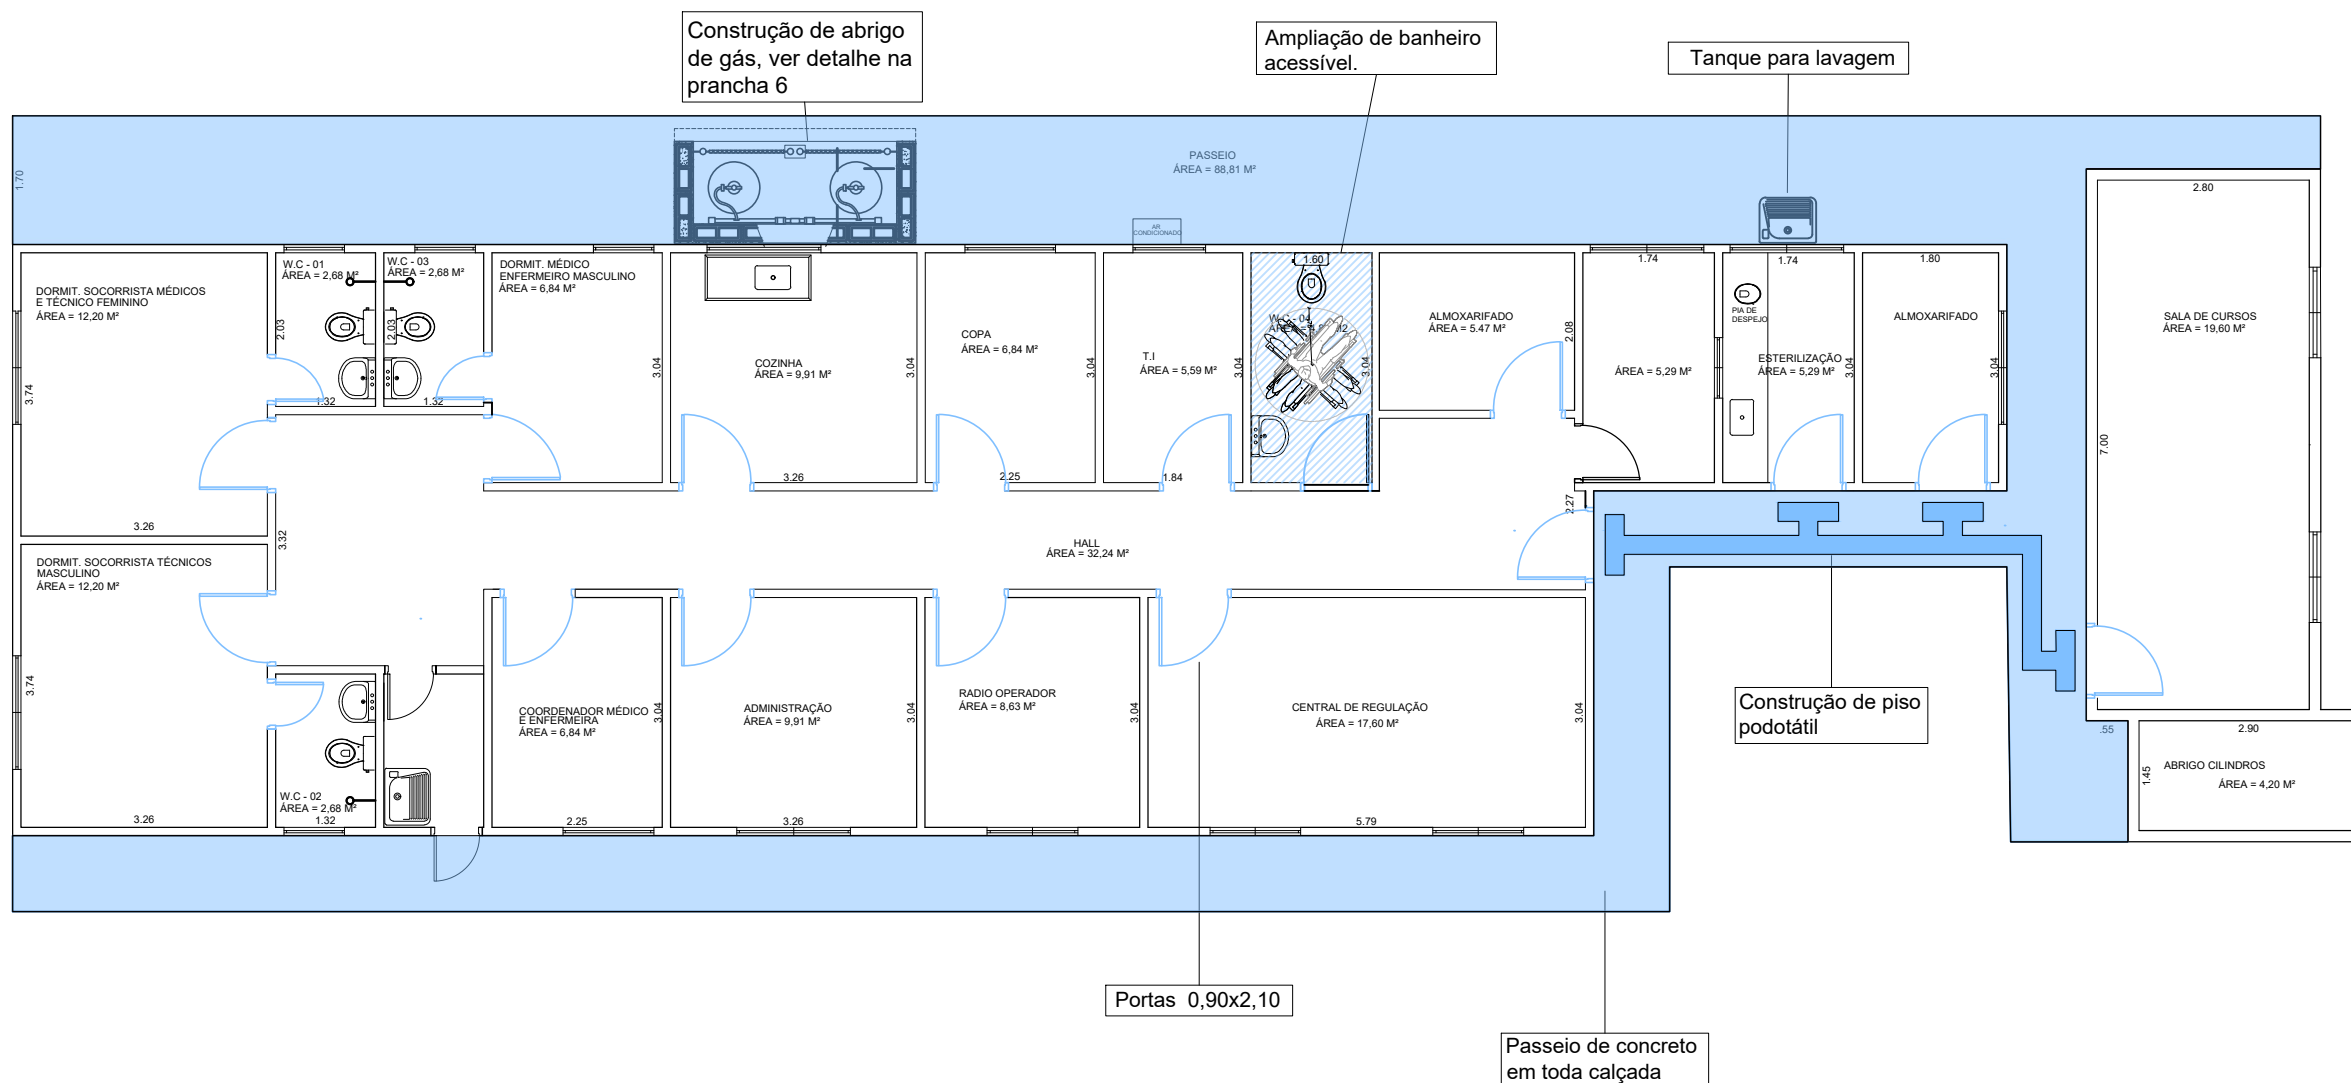 Construção de abrigo
de gás, ver detalhe na
prancha 6
Ampliação de banheiro
acessível.
Tanque para lavagem
PASSEIO
ÁREA = 88,81 M²
1.70
AR
CONDICIONADO
2.80
DORMIT. SOCORRISTA MÉDICOS
E TÉCNICO FEMININO
ÁREA = 12,20 M²
3.74
3.26
W.C - 01
ÁREA = 2,68 M²
2.03
1.32
W.C - 03
ÁREA = 2,68 M²
2.03
1.32
DORMIT. MÉDICO
ENFERMEIRO MASCULINO
ÁREA = 6,84 M²
3.04
COZINHA
ÁREA = 9,91 M²
3.04
3.26
COPA
ÁREA = 6,84 M²
3.04
2.25
T.I
ÁREA = 5,59 M²
3.04
1.84
1.60
W.C - 04
3.04
ALMOXARIFADO
ÁREA = 5.47 M²
2.08
1.74
ÁREA = 5,29 M²
1.74
PIA DE
DESPEJO
ESTERILIZAÇÃO
ÁREA = 5,29 M²
3.04
1.80
ALMOXARIFADO
3.04
SALA DE CURSOS
ÁREA = 19,60 M²
7.00
2.27
3.32
HALL
ÁREA = 32,24 M²
DORMIT. SOCORRISTA TÉCNICOS
MASCULINO
ÁREA = 12,20 M²
3.74
3.26
W.C - 02
ÁREA = 2,68 M²
1.32
COORDENADOR MÉDICO
E ENFERMEIRA
ÁREA = 6,84 M²
3.04
2.25
ADMINISTRAÇÃO
ÁREA = 9,91 M²
3.04
3.26
RADIO OPERADOR
ÁREA = 8,63 M²
3.04
CENTRAL DE REGULAÇÃO
ÁREA = 17,60 M²
3.04
5.79
Construção de piso
podotátil
.55
2.90
1.45
ABRIGO CILINDROS
ÁREA = 4,20 M²
Portas 0,90x2,10
Passeio de concreto
em toda calçada